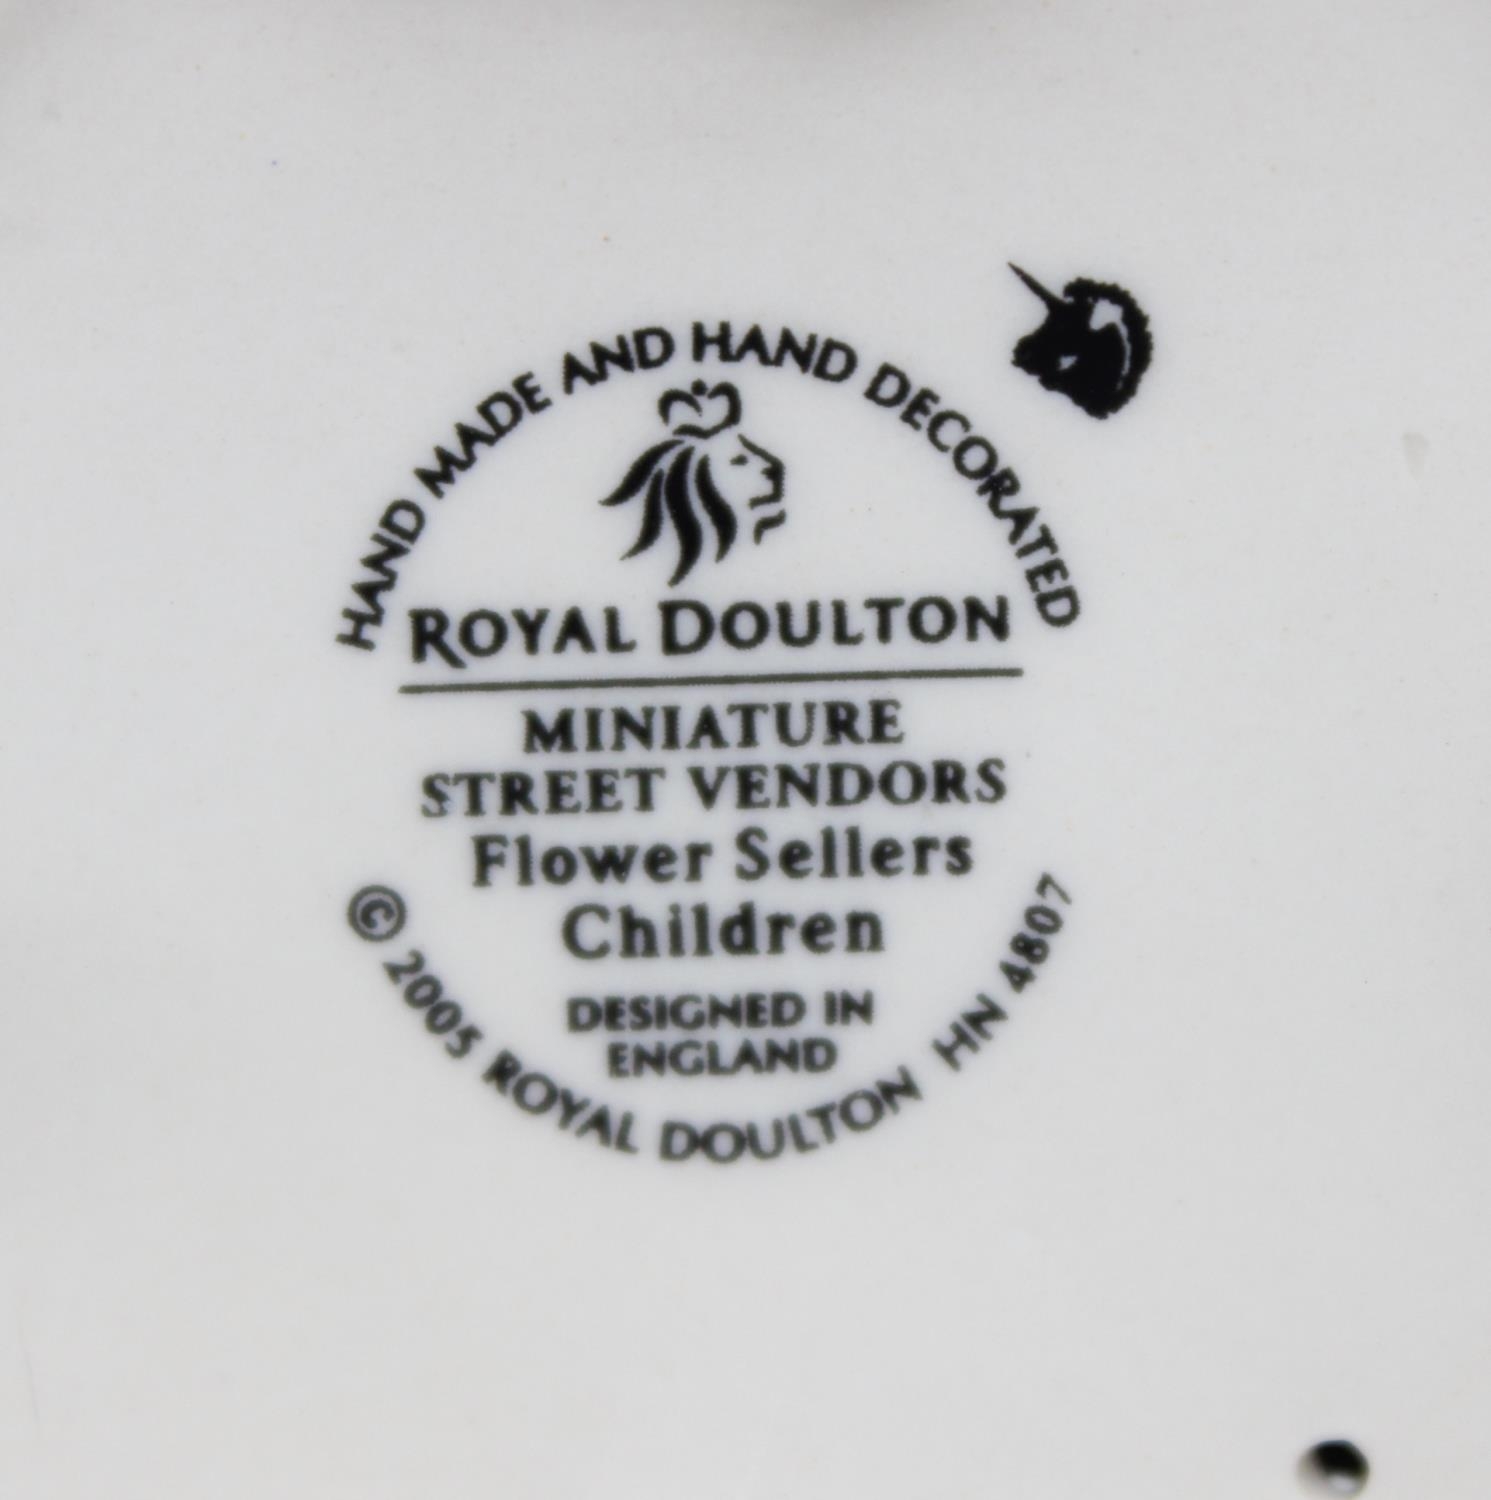 HAND MADE AND HAND DECORATED
ROYAL DOULTON
MINIATURE
STREET VENDORS
Flower Sellers
Children
DESIGNED IN
ENGLAND
© 2005 ROYAL DOULTON HN 4807